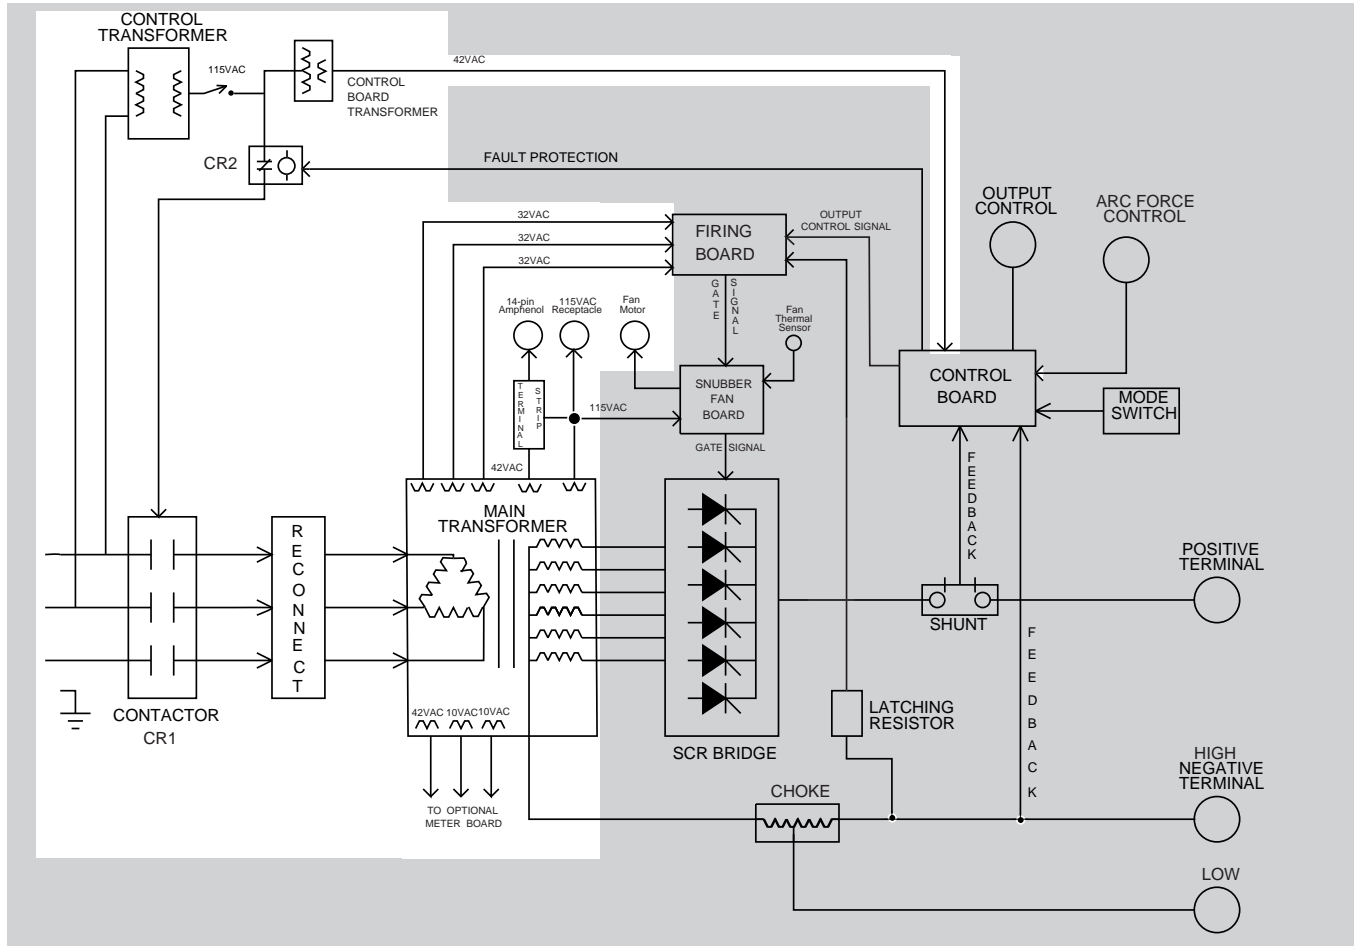 CONTROL
TRANSFORMER
115VAC
CONTROL
BOARD
TRANSFORMER
42VAC
CR2
FAULT PROTECTION
32VAC
32VAC
32VAC
FIRING
BOARD
OUTPUT
CONTROL SIGNAL
OUTPUT
CONTROL
ARC FORCE
CONTROL
GATE
SIGNAL
14-pin
Amphenol
115VAC
Receptacle
Fan
Motor
Fan
Thermal
Sensor
TERMINAL
STRIP
115VAC
SNUBBER
FAN
BOARD
CONTROL
BOARD
MODE
SWITCH
GATE SIGNAL
42VAC
FEEDBACK
MAIN
TRANSFORMER
RECONNECT
POSITIVE
TERMINAL
SHUNT
FEEDBACK
CONTACTOR
CR1
42VAC 10VAC 10VAC
LATCHING
RESISTOR
SCR BRIDGE
HIGH
NEGATIVE
TERMINAL
CHOKE
TO OPTIONAL
METER BOARD
LOW